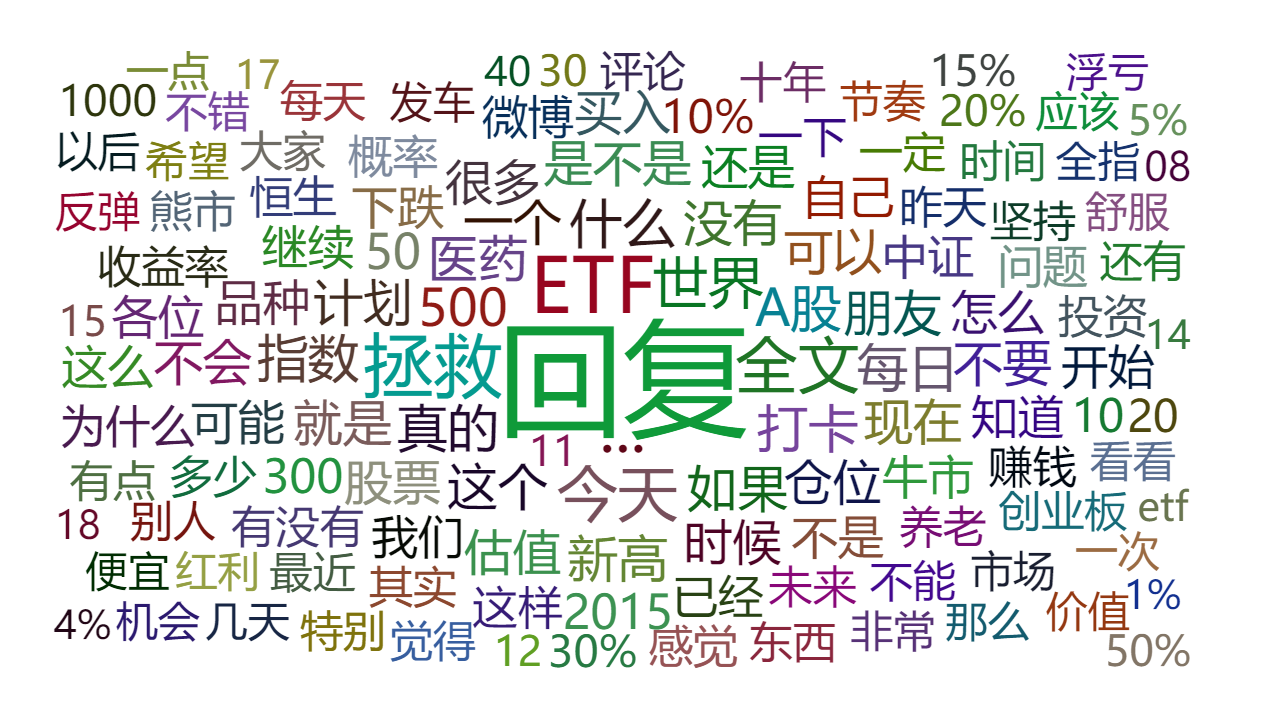 一点 17 每天 发车 40 30 评论 十年 15% 浮亏
1000 不错 微博 买入 10% 一下 节奏 20% 应该 5%
以后 希望 大家 概率 很多 是不是 还是 一定 时间 全指 08
反弹 熊市 恒生 下跌 一个 什么 没有 自己 昨天 坚持 舒服
收益率 继续 50 医药 ETF 世界 可以 中证 问题 还有
15 各位 品种 计划 500 A股 朋友 怎么 投资 14
这么 不会 指数 拯救 回复 全文 每日 不要 开始
为什么 可能 就是 真的 11 ... 打卡 现在 知道 10 20
有点 多少 300 股票 这个 今天 如果 仓位 牛市 赚钱 看看
18 别人 有没有 我们 估值 新高 时候 不是 养老 创业板 etf
便宜 红利 最近 其实 这样 2015 已经 未来 不能 市场 一次
4% 机会 几天 特别 觉得 12 30% 感觉 东西 非常 那么 价值 1%
50%